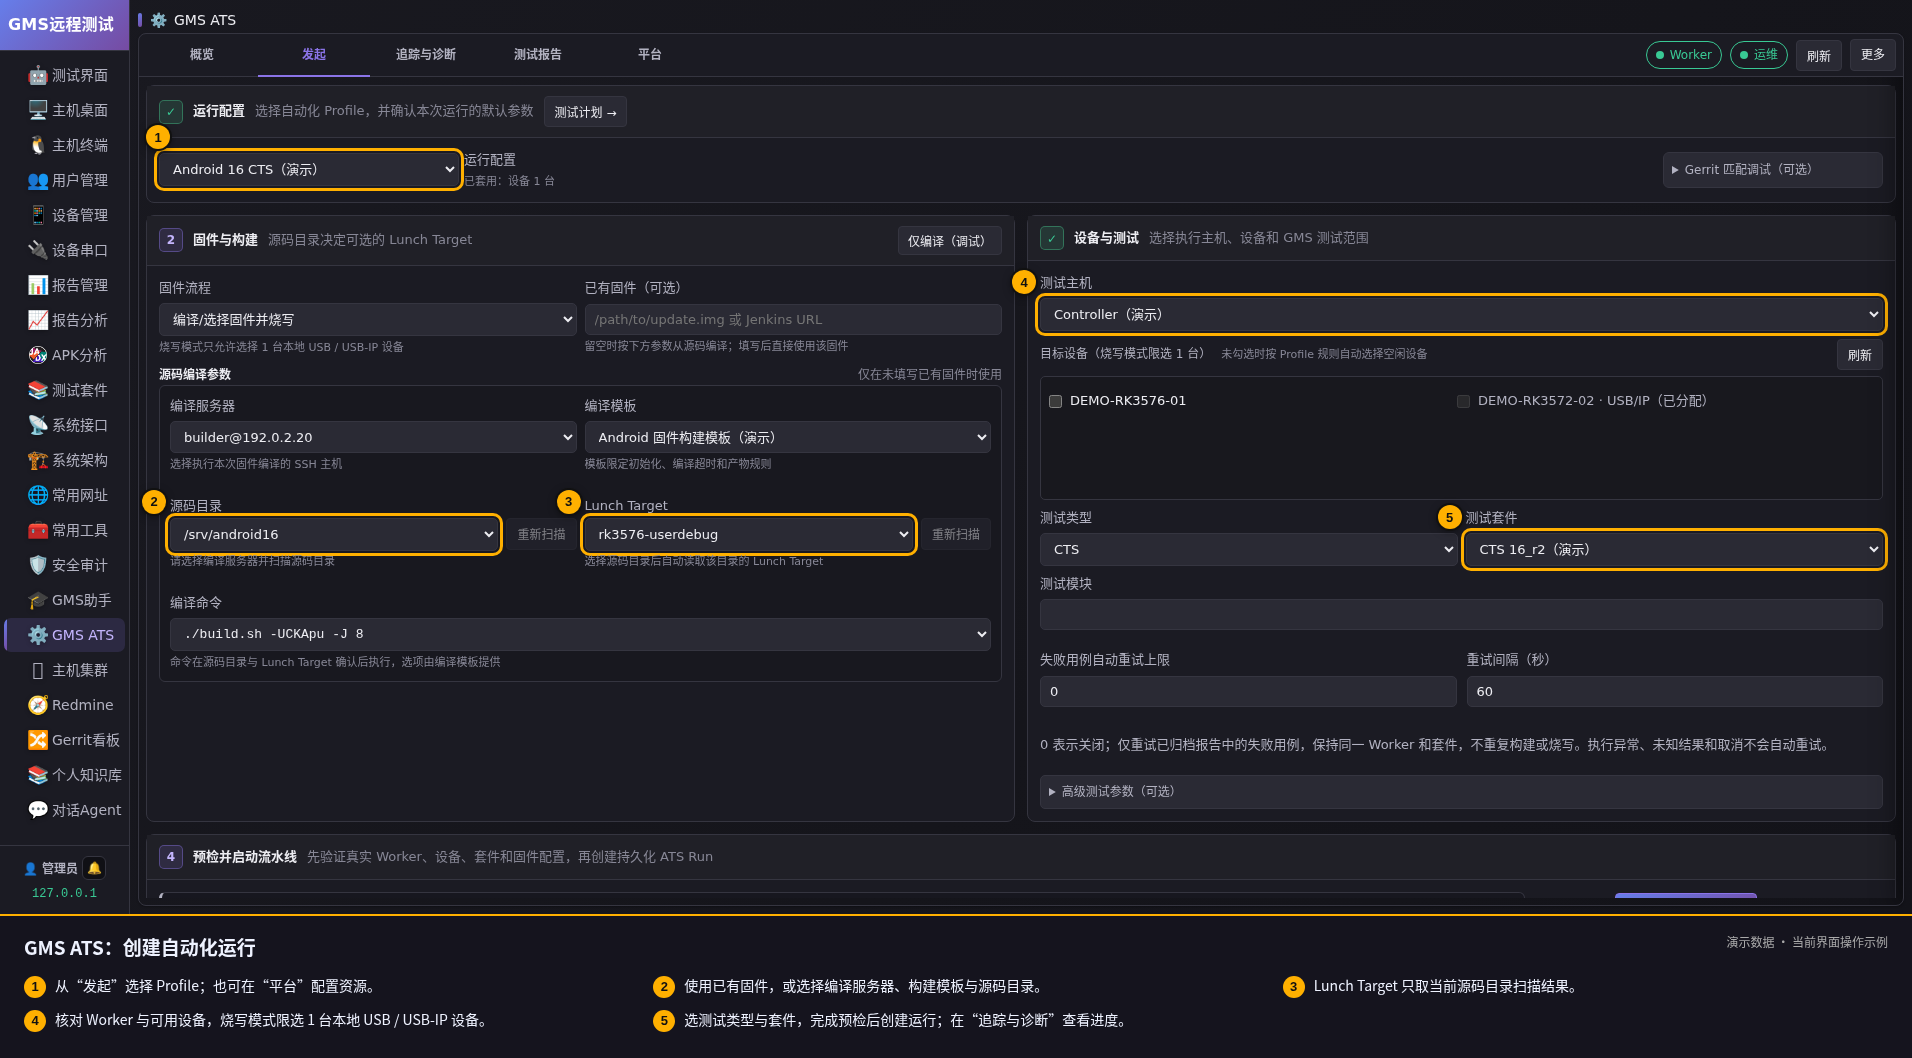 GMS远程测试
测试界面
主机桌面
主机终端
用户管理
设备管理
设备串口
报告管理
报告分析
APK分析
测试套件
系统接口
系统架构
常用网址
常用工具
安全审计
GMS助手
GMS ATS
主机集群
Redmine
Gerrit看板
个人知识库
对话Agent
管理员
127.0.0.1
GMS ATS
概览 发起 追踪与诊断 测试报告 平台 Worker 运维 刷新 更多
✓ 运行配置 选择自动化 Profile，并确认本次运行的默认参数 测试计划 →
1
Android 16 CTS（演示） 运行配置
已套用：设备 1 台
▶ Gerrit 匹配调试（可选）
2 固件与构建 源码目录决定可选的 Lunch Target 仅编译（调试）
固件流程 已有固件（可选）
编译/选择固件并烧写 /path/to/update.img 或 Jenkins URL
烧写模式只允许选择 1 台本地 USB / USB-IP 设备 留空时按下方参数从源码编译；填写后直接使用该固件
源码编译参数 仅在未填写已有固件时使用
编译服务器 编译模板
builder@192.0.2.20 Android 固件构建模板（演示）
选择执行本次固件编译的 SSH 主机 模板限定初始化、编译超时和产物规则
2 源码目录 3 Lunch Target
/srv/android16 重新扫描 rk3576-userdebug 重新扫描
请选择编译服务器并扫描源码目录 选择源码目录后自动读取该目录的 Lunch Target
编译命令
./build.sh -UCKApu -J 8
命令在源码目录与 Lunch Target 确认后执行，选项由编译模板提供
✓ 设备与测试 选择执行主机、设备和 GMS 测试范围
4 测试主机
Controller（演示）
目标设备（烧写模式限选 1 台） 未勾选时按 Profile 规则自动选择空闲设备 刷新
DEMO-RK3576-01 DEMO-RK3572-02 · USB/IP（已分配）
测试类型 5 测试套件
CTS CTS 16_r2（演示）
测试模块
失败用例自动重试上限 重试间隔（秒）
0 60
0 表示关闭；仅重试已归档报告中的失败用例，保持同一 Worker 和套件，不重复构建或烧写。执行异常、未知结果和取消不会自动重试。
▶ 高级测试参数（可选）
4 预检并启动流水线 先验证真实 Worker、设备、套件和固件配置，再创建持久化 ATS Run
GMS ATS：创建自动化运行 演示数据 · 当前界面操作示例
1 从“发起”选择 Profile；也可在“平台”配置资源。 2 使用已有固件，或选择编译服务器、构建模板与源码目录。 3 Lunch Target 只取当前源码目录扫描结果。
4 核对 Worker 与可用设备，烧写模式限选 1 台本地 USB / USB-IP 设备。 5 选测试类型与套件，完成预检后创建运行；在“追踪与诊断”查看进度。